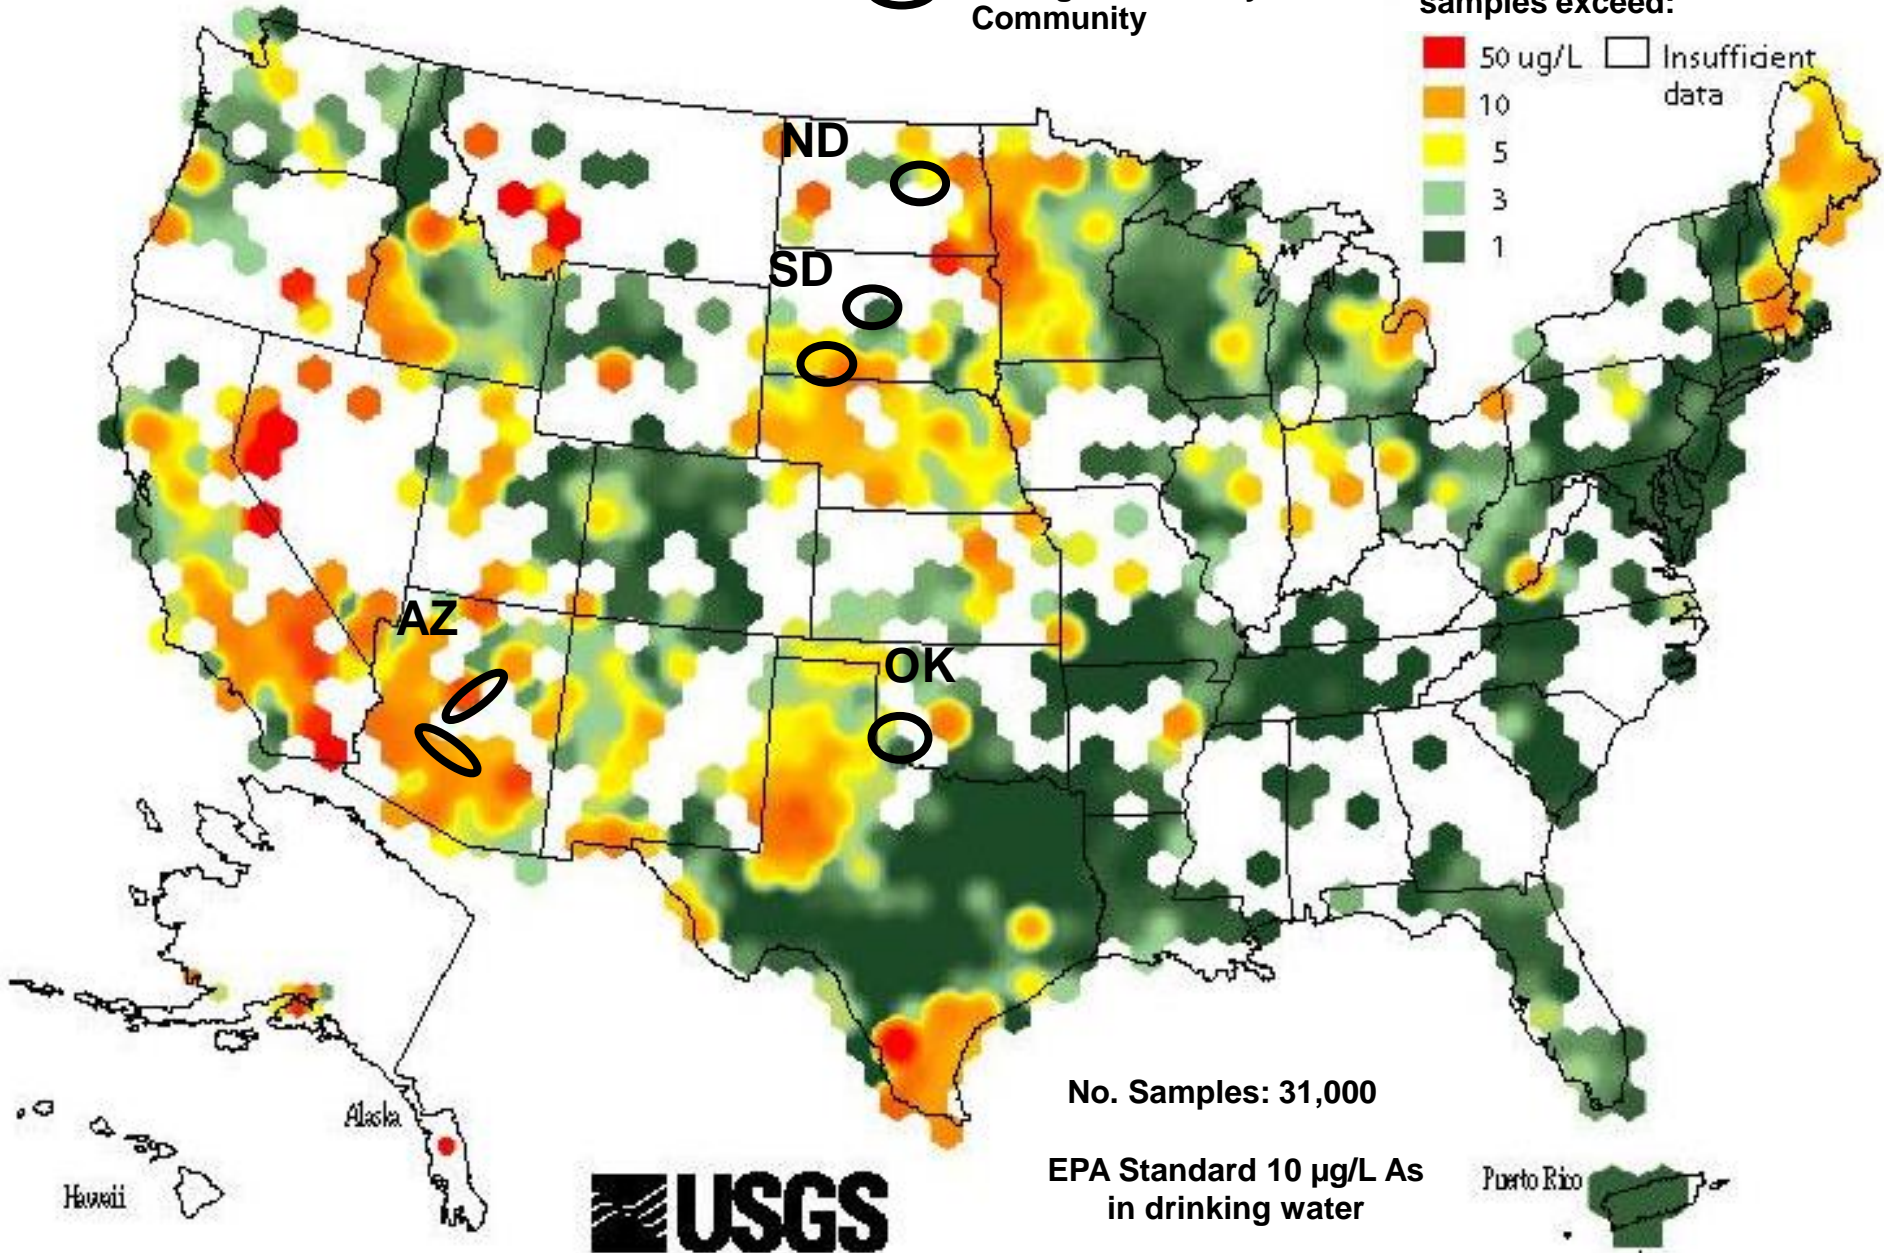 Community
samples exceed:
50 ug/L
Insufficient
data
10
5
3
1
ND
SD
AZ
OK
No. Samples: 31,000
EPA Standard 10 µg/L As
in drinking water
Alaska
Hawaii
Puerto Rico
USGS